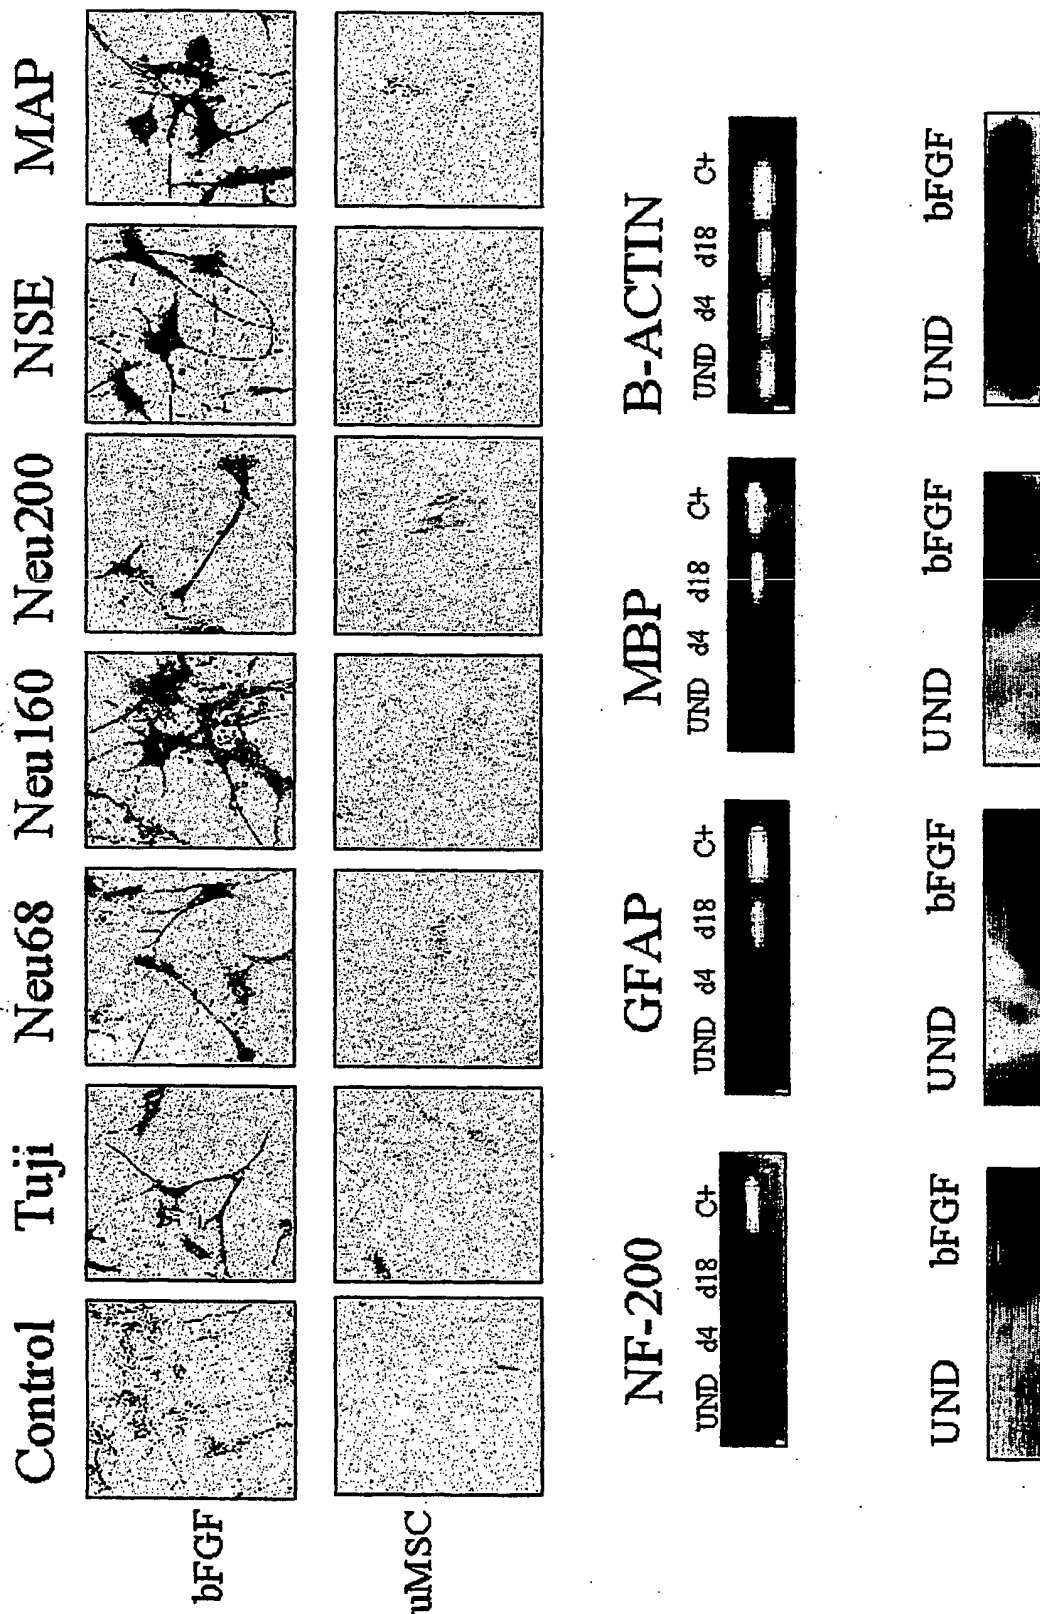 Control Tuji Neu68 Neu160 Neu200 NSE MAP
bFGF
uMSC
NF-200 GFAP MBP B-ACTIN
UND d4 d18 C+ UND d4 d18 C+ UND d4 d18 C+ UND d4 d18 C+
UND bFGF UND bFGF UND bFGF UND bFGF